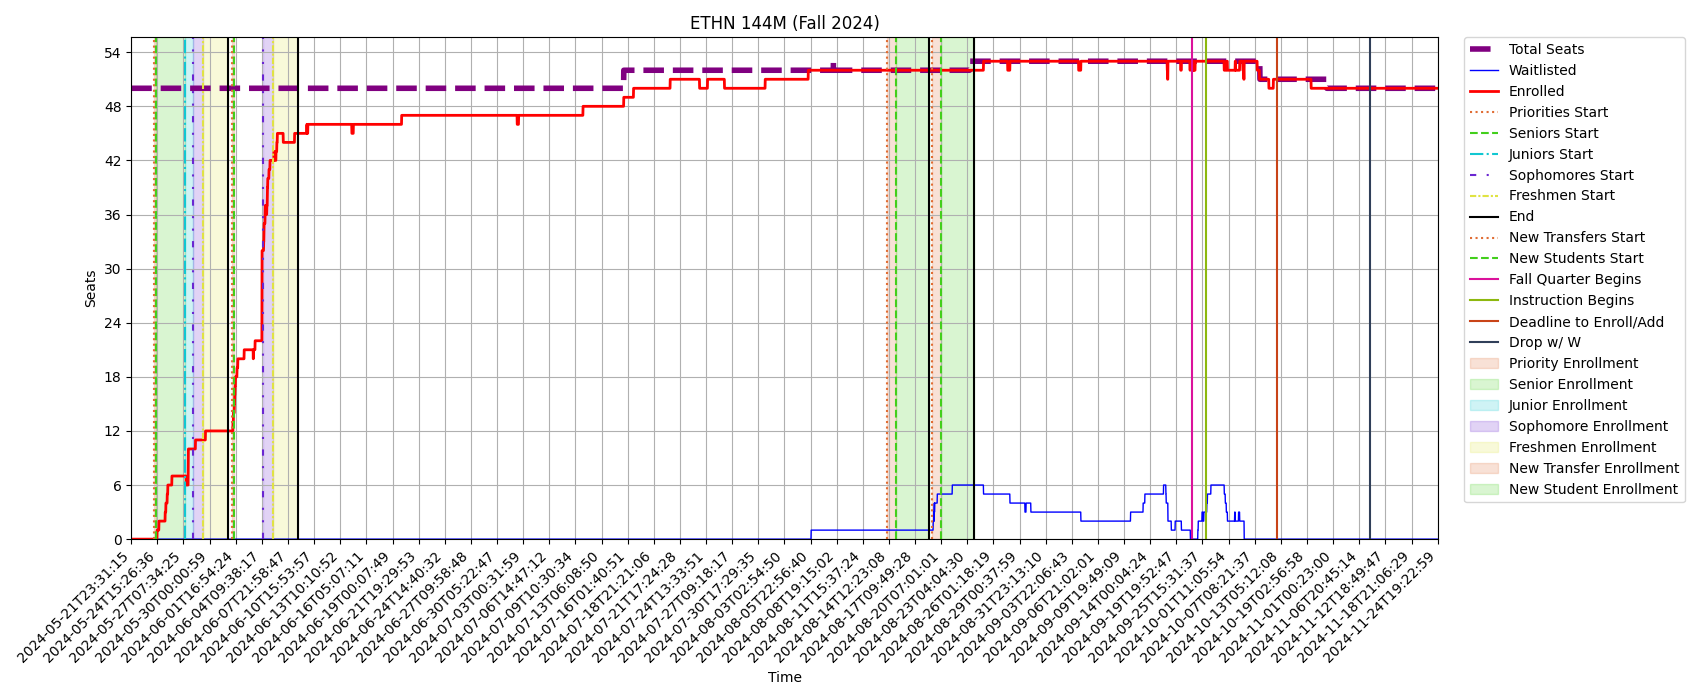 ETHN 144M (Fall 2024)
Seats
54
48
42
36
30
24
18
12
6
0
2024-05-21T23:31:15
2024-05-24T15:26:36
2024-05-27T07:34:25
2024-05-30T00:00:59
2024-06-01T16:54:24
2024-06-04T09:38:17
2024-06-07T21:58:47
2024-06-10T15:53:57
2024-06-13T10:10:52
2024-06-16T05:07:11
2024-06-19T00:07:49
2024-06-21T19:29:53
2024-06-24T14:40:32
2024-06-27T09:58:48
2024-06-30T05:22:47
2024-07-03T00:31:59
2024-07-06T14:47:12
2024-07-09T10:30:34
2024-07-13T06:08:50
2024-07-16T01:40:51
2024-07-18T21:21:06
2024-07-21T17:24:28
2024-07-24T13:33:51
2024-07-27T09:18:17
2024-07-30T17:29:35
2024-08-03T02:54:50
2024-08-05T22:56:40
2024-08-08T19:15:02
2024-08-11T15:37:24
2024-08-14T12:23:08
2024-08-17T09:49:28
2024-08-20T07:01:01
2024-08-23T04:04:30
2024-08-26T01:18:19
2024-08-29T00:37:59
2024-08-31T23:13:10
2024-09-03T22:06:43
2024-09-06T21:02:01
2024-09-09T19:49:09
2024-09-14T00:04:24
2024-09-19T19:52:47
2024-09-25T15:31:37
2024-10-01T11:05:54
2024-10-07T08:21:37
2024-10-13T05:12:08
2024-10-19T02:56:58
2024-11-01T00:23:00
2024-11-06T20:45:14
2024-11-12T18:49:47
2024-11-18T21:06:29
2024-11-24T19:22:59
Time
Total Seats
Waitlisted
Enrolled
Priorities Start
Seniors Start
Juniors Start
Sophomores Start
Freshmen Start
End
New Transfers Start
New Students Start
Fall Quarter Begins
Instruction Begins
Deadline to Enroll/Add
Drop w/ W
Priority Enrollment
Senior Enrollment
Junior Enrollment
Sophomore Enrollment
Freshmen Enrollment
New Transfer Enrollment
New Student Enrollment